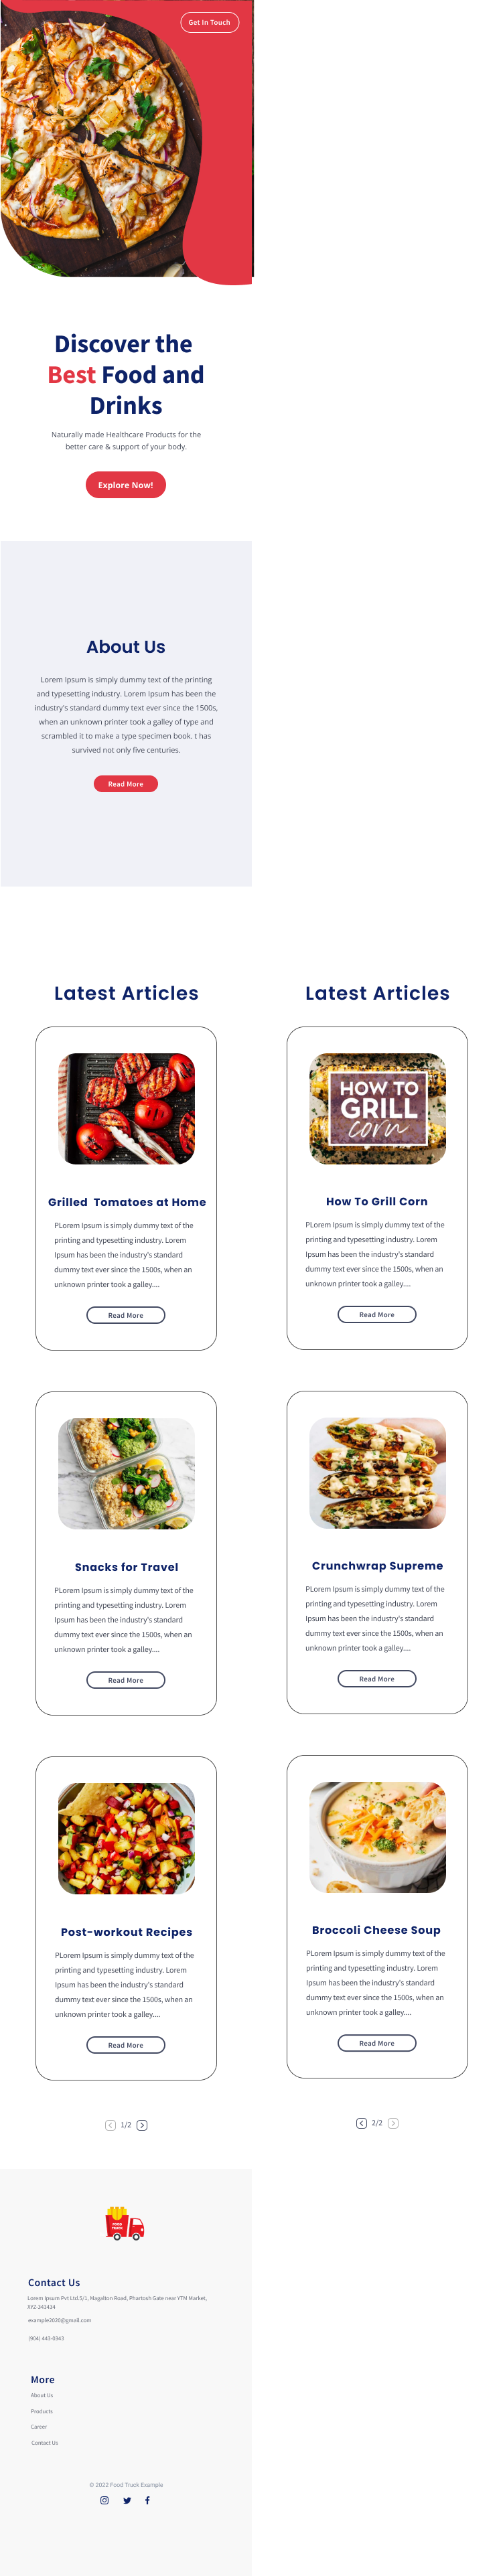 Get In Touch
Discover the
Best Food and
Drinks
Naturally made Healthcare Products for the
better care & support of your body.
Explore Now!
About Us
Lorem Ipsum is simply dummy text of the printing
and typesetting industry. Lorem Ipsum has been the
industry's standard dummy text ever since the 1500s,
when an unknown printer took a galley of type and
scrambled it to make a type specimen book. t has
survived not only five centuries.
Read More
Latest Articles
Grilled Tomatoes at Home
PLorem Ipsum is simply dummy text of the
printing and typesetting industry. Lorem
Ipsum has been the industry's standard
dummy text ever since the 1500s, when an
unknown printer took a galley....
Read More
Snacks for Travel
PLorem Ipsum is simply dummy text of the
printing and typesetting industry. Lorem
Ipsum has been the industry's standard
dummy text ever since the 1500s, when an
unknown printer took a galley....
Read More
Post-workout Recipes
PLorem Ipsum is simply dummy text of the
printing and typesetting industry. Lorem
Ipsum has been the industry's standard
dummy text ever since the 1500s, when an
unknown printer took a galley....
Read More
1/2
Latest Articles
HOW TO
GRILL
corn
How To Grill Corn
PLorem Ipsum is simply dummy text of the
printing and typesetting industry. Lorem
Ipsum has been the industry's standard
dummy text ever since the 1500s, when an
unknown printer took a galley....
Read More
Crunchwrap Supreme
PLorem Ipsum is simply dummy text of the
printing and typesetting industry. Lorem
Ipsum has been the industry's standard
dummy text ever since the 1500s, when an
unknown printer took a galley....
Read More
Broccoli Cheese Soup
PLorem Ipsum is simply dummy text of the
printing and typesetting industry. Lorem
Ipsum has been the industry's standard
dummy text ever since the 1500s, when an
unknown printer took a galley....
Read More
2/2
FOOD
TRUCK
Contact Us
Lorem Ipsum Pvt Ltd.5/1, Magalton Road, Phartosh Gate near YTM Market,
XYZ-343434
example2020@gmail.com
(904) 443-0343
More
About Us
Products
Career
Contact Us
© 2022 Food Truck Example